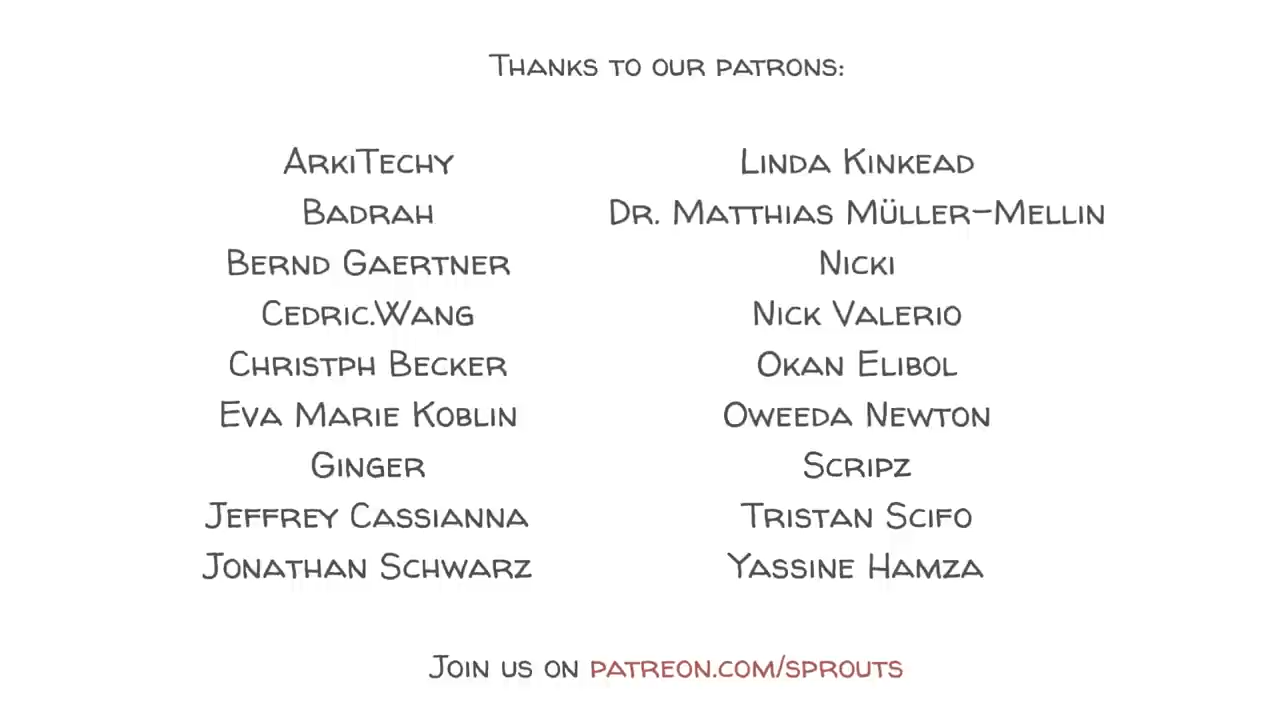 Thanks to our patrons:
ArkiTechy
Badrah
Bernd Gaertner
Cedric.Wang
Christph Becker
Eva Marie Koblin
Ginger
Jeffrey Cassianna
Jonathan Schwarz
Linda Kinkead
Dr. Matthias Müller-Mellin
Nicki
Nick Valerio
Okan Elibol
Oweeda Newton
Scripz
Tristan Scifo
Yassine Hamza
Join us on patreon.com/sprouts